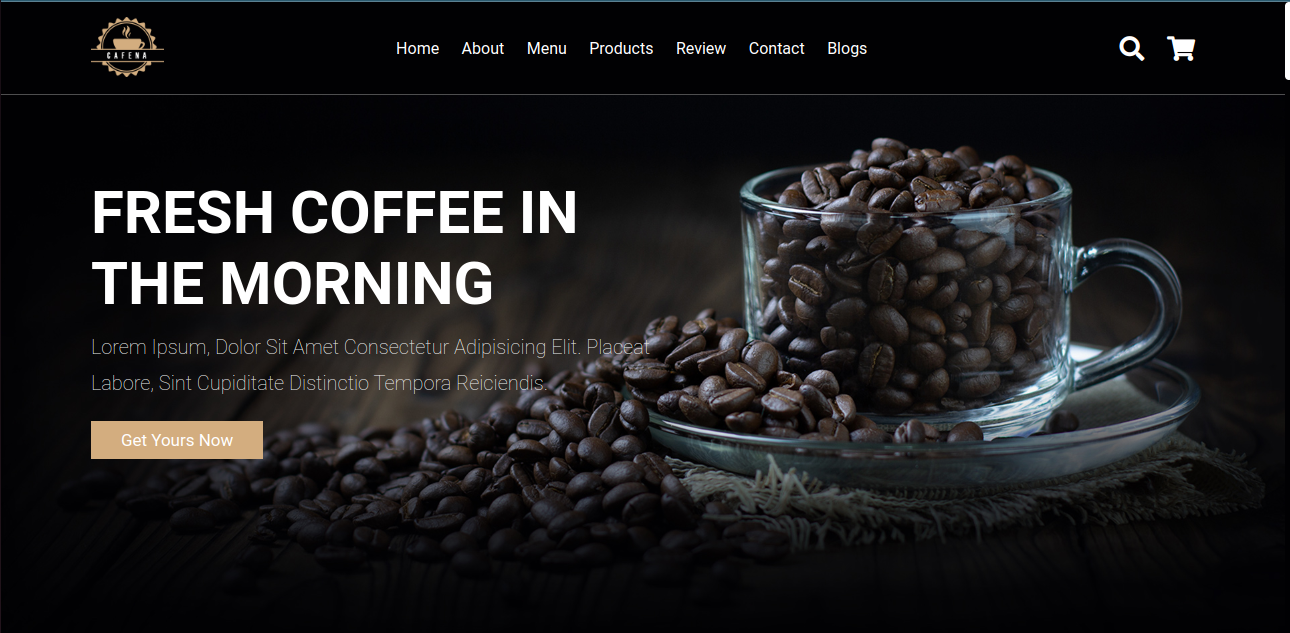 CAFENA
Home About Menu Products Review Contact Blogs
FRESH COFFEE IN
THE MORNING
Lorem Ipsum, Dolor Sit Amet Consectetur Adipisicing Elit. Placeat
Labore, Sint Cupiditate Distinctio Tempora Reiciendis.
Get Yours Now